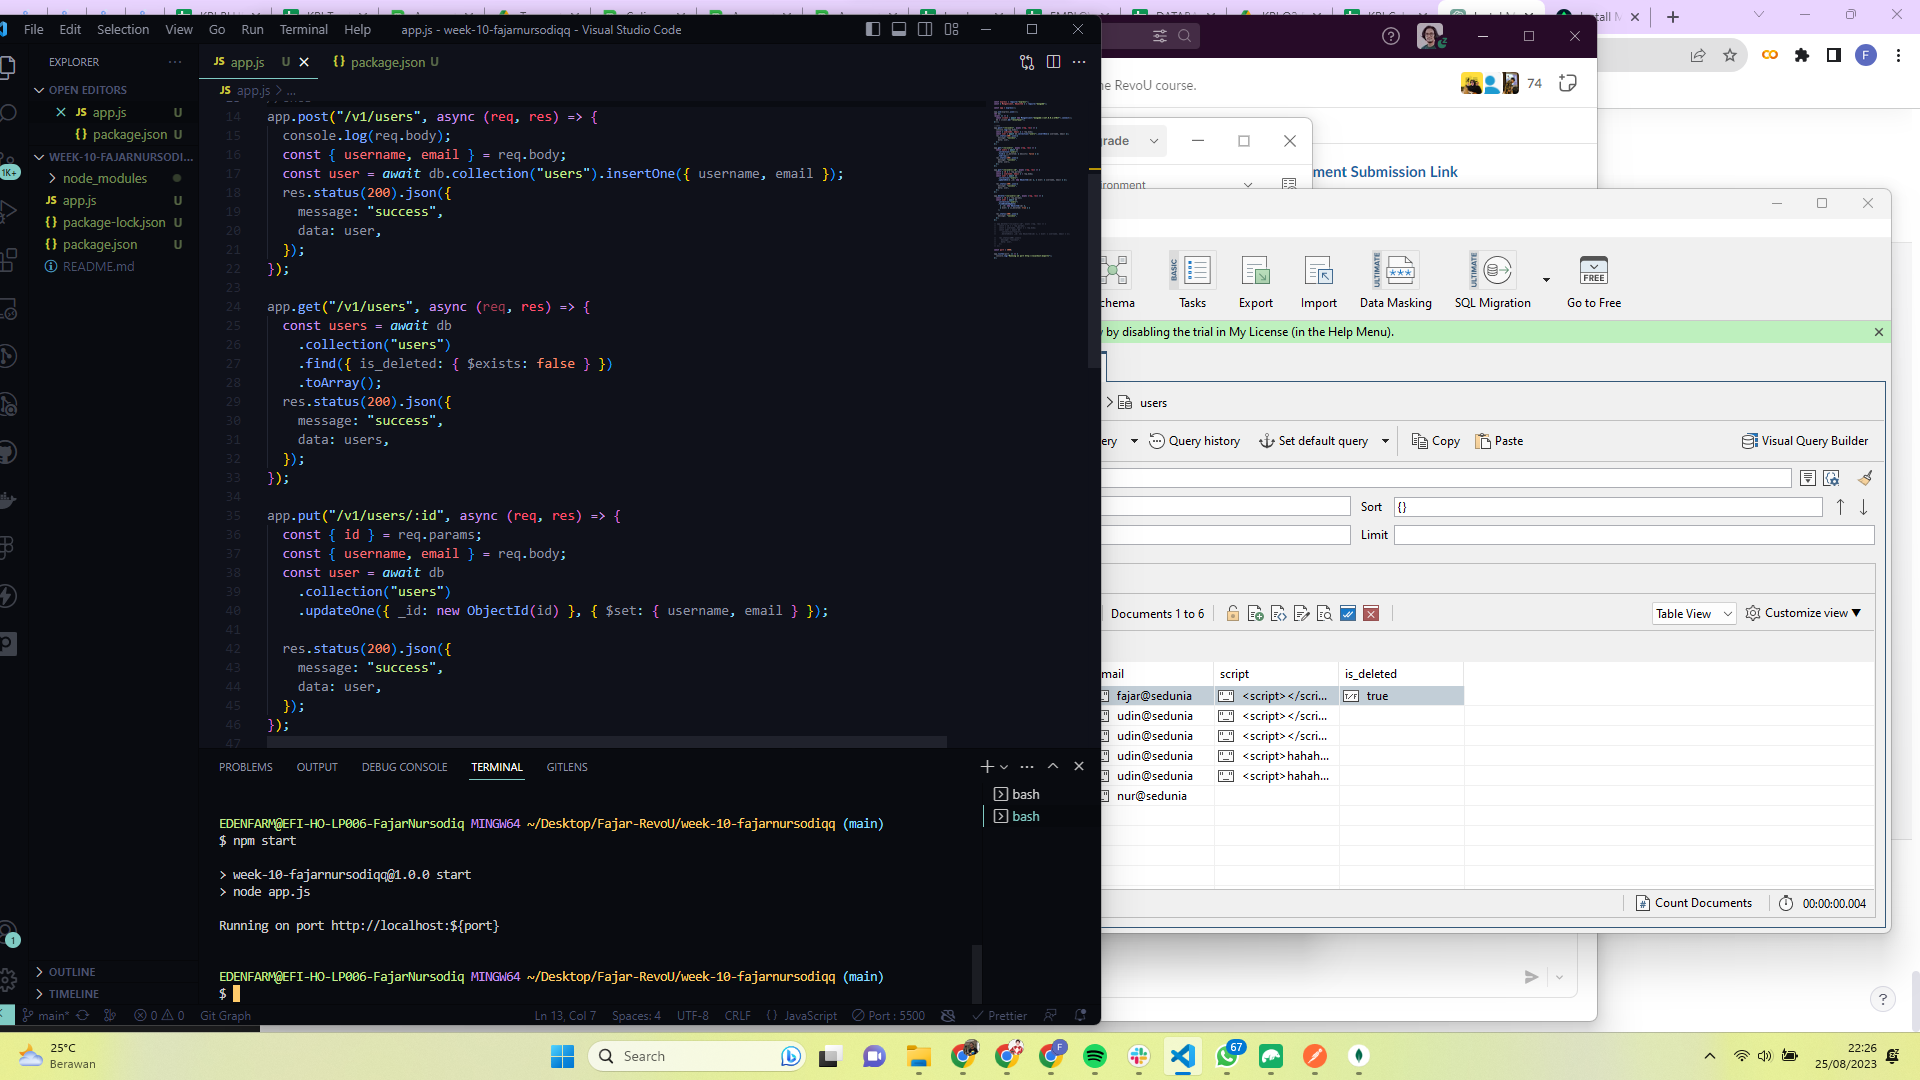 File Edit Selection View Go Run Terminal Help
app.js - week-10-fajarnursodiqq - Visual Studio Code
EXPLORER
OPEN EDITORS
app.js U
package.json U
WEEK-10-FAJARNURSODI...
node_modules
app.js U
package-lock.json U
package.json U
README.md
OUTLINE
TIMELINE
1K+
1
JS app.js U
{} package.json U
JS app.js > ...
14 app.post("/v1/users", async (req, res) => {
15 console.log(req.body);
16 const { username, email } = req.body;
17 const user = await db.collection("users").insertOne({ username, email });
18 res.status(200).json({
19 message: "success",
20 data: user,
21 });
22 });
23
24 app.get("/v1/users", async (req, res) => {
25 const users = await db
26 .collection("users")
27 .find({ is_deleted: { $exists: false } })
28 .toArray();
29 res.status(200).json({
30 message: "success",
31 data: users,
32 });
33 });
34
35 app.put("/v1/users/:id", async (req, res) => {
36 const { id } = req.params;
37 const { username, email } = req.body;
38 const user = await db
39 .collection("users")
40 .updateOne({ _id: new ObjectId(id) }, { $set: { username, email } });
41
42 res.status(200).json({
43 message: "success",
44 data: user,
45 });
46 });
47
PROBLEMS OUTPUT DEBUG CONSOLE TERMINAL GITLENS
bash
bash
EDENFARM@EFI-HO-LP006-FajarNursodiq MINGW64 ~/Desktop/Fajar-RevoU/week-10-fajarnursodiqq (main)
$ npm start
> week-10-fajarnursodiqq@1.0.0 start
> node app.js
Running on port http://localhost:${port}
EDENFARM@EFI-HO-LP006-FajarNursodiq MINGW64 ~/Desktop/Fajar-RevoU/week-10-fajarnursodiqq (main)
$
main* 0 0 Git Graph Ln 13, Col 7 Spaces: 4 UTF-8 CRLF {} JavaScript Port : 5500 Prettier
he RevoU course.
74
F
grade
ronment
ment Submission Link
chema
BASIC
Tasks
Export
Import
ULTIMATE
Data Masking
ULTIMATE
SQL Migration
FREE
Go to Free
by disabling the trial in My License (in the Help Menu).
users
ery Query history Set default query Copy Paste Visual Query Builder
Sort {}
Limit
Documents 1 to 6
Table View Customize view
mail script is_deleted
fajar@sedunia <script></scri... true
udin@sedunia <script></scri...
udin@sedunia <script></scri...
udin@sedunia <script>hahah...
udin@sedunia <script>hahah...
nur@sedunia
Count Documents 00:00:00.004
25°C
Berawan
Search
67
22:26
25/08/2023